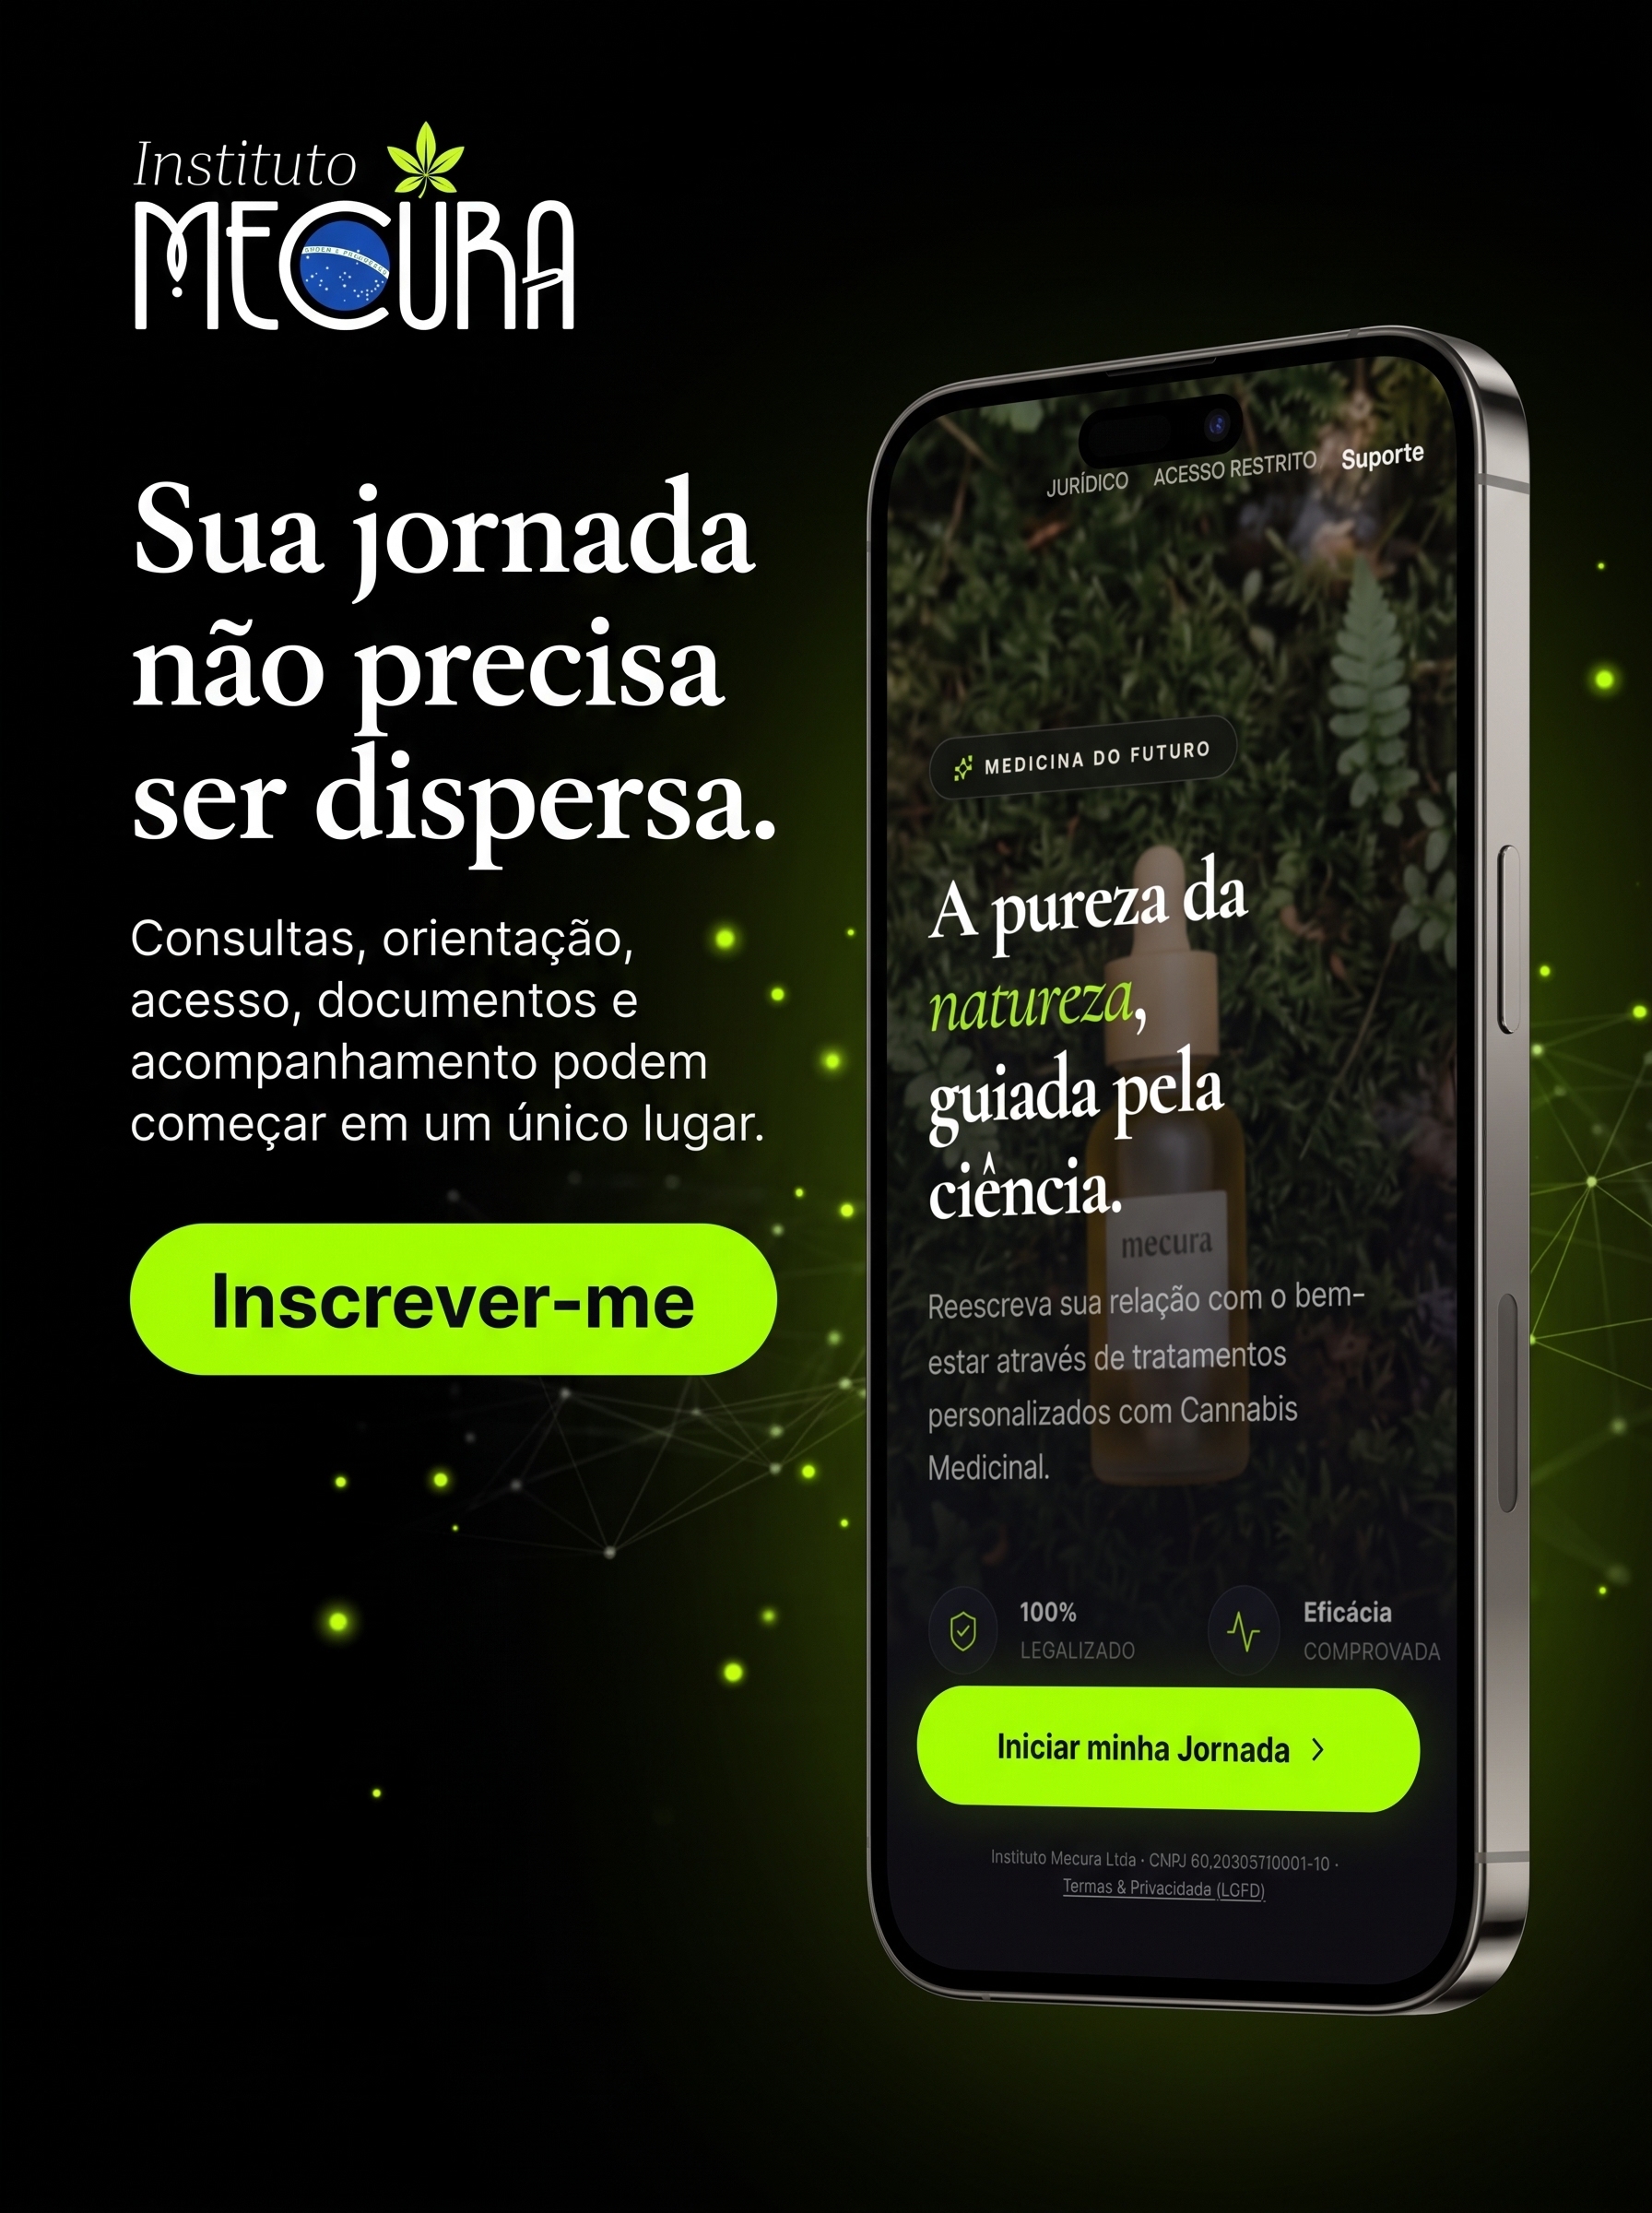 Instituto
MECURA
ORDEM E PROGRESSO
Sua jornada
não precisa
ser dispersa.
Consultas, orientação,
acesso, documentos e
acompanhamento podem
começar em um único lugar.
Inscrever-me
JURÍDICO ACESSO RESTRITO Suporte
MEDICINA DO FUTURO
A pureza da
natureza,
guiada pela
ciência.
mecura
Reescreva sua relação com o bem-
estar através de tratamentos
personalizados com Cannabis
Medicinal.
100%
LEGALIZADO
Eficácia
COMPROVADA
Iniciar minha Jornada
Instituto Mecura Ltda · CNPJ 60,20305710001-10 ·
Termas & Privacidada (LGFD)